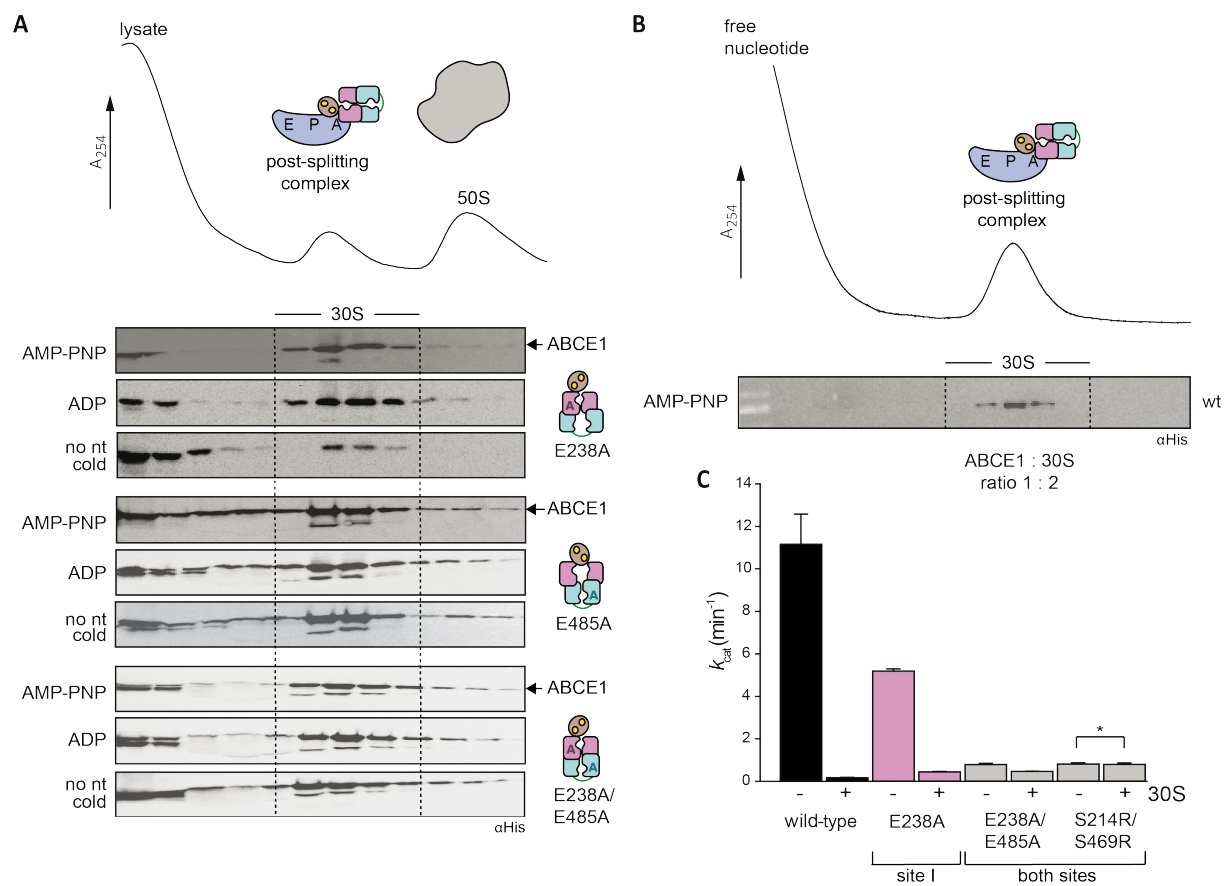 A
lysate
A254
E P A
post-splitting
complex
50S
30S
AMP-PNP
ABCE1
ADP
A
no nt
cold
E238A
AMP-PNP
ABCE1
ADP
A
no nt
cold
E485A
AMP-PNP
ABCE1
ADP
A
A
no nt
cold
E238A/
E485A
αHis
B
free
nucleotide
A254
E P A
post-splitting
complex
30S
AMP-PNP
wt
αHis
ABCE1 : 30S
ratio 1 : 2
C
kcat (min-1)
14
12
10
8
6
4
2
0
*
- + - + - + - + 30S
wild-type E238A E238A/ S214R/
E485A S469R
site I both sites